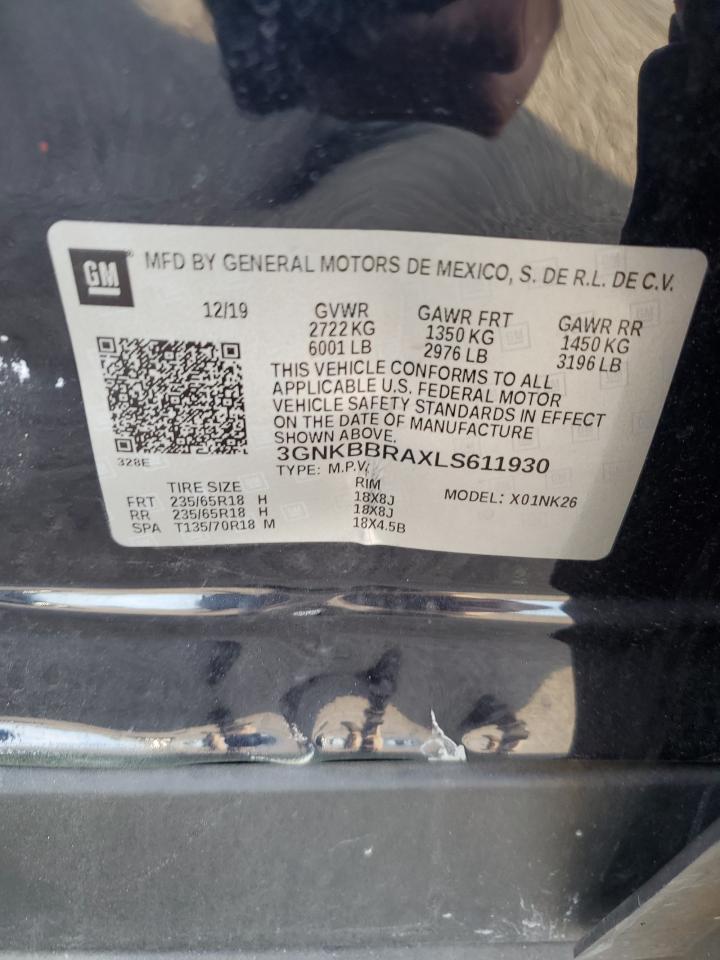 GM
MFD BY GENERAL MOTORS DE MEXICO, S. DE R.L. DE C.V.
12/19
GVWR
2722 KG
6001 LB
GAWR FRT
1350 KG
2976 LB
GAWR RR
1450 KG
3196 LB
THIS VEHICLE CONFORMS TO ALL
APPLICABLE U.S. FEDERAL MOTOR
VEHICLE SAFETY STANDARDS IN EFFECT
ON THE DATE OF MANUFACTURE
SHOWN ABOVE.
328E
3GNKBBRAXLS611930
TYPE: M.P.V.
MODEL: X01NK26
TIRE SIZE RIM
FRT 235/65R18 H 18X8J
RR 235/65R18 H 18X8J
SPA T135/70R18 M 18X4.5B